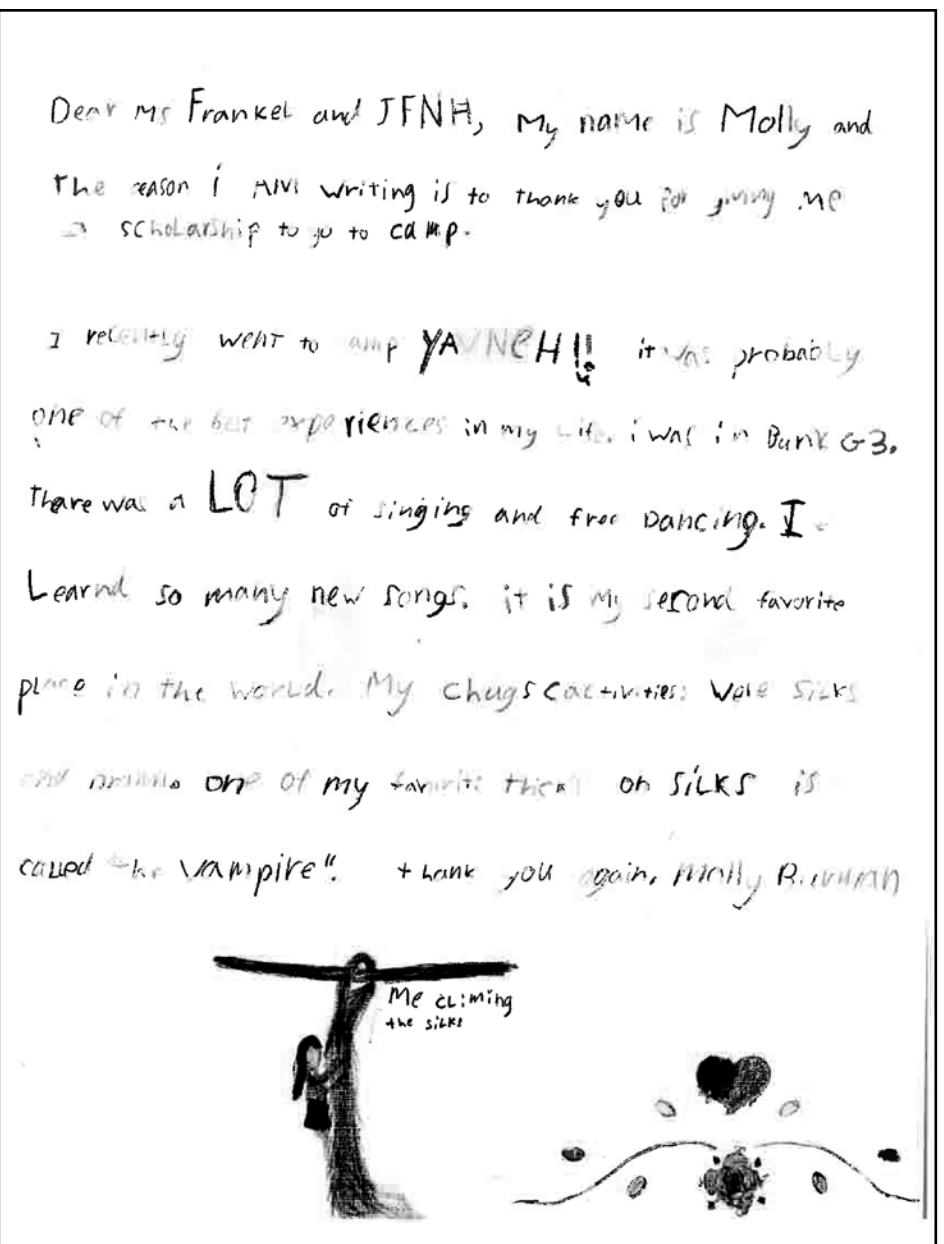 Dear Ms Frankel and JFNH, My name is Molly and
The reason i AM writing is to thank you for giving me
a scholarship to go to camp.
I recently went to camp YAVNEH!! it was probably
one of the best experiences in my Life. i was in Bunk G3.
Thare was a LOT of singing and free Dancing. I
Learnd so many new songs. it is my second favorite
place in the world. My chugs (activities) were silks
and one of my favorite on SiLKS is
called "the vampire". thank you again, Molly
Me cLiming
the siLKs